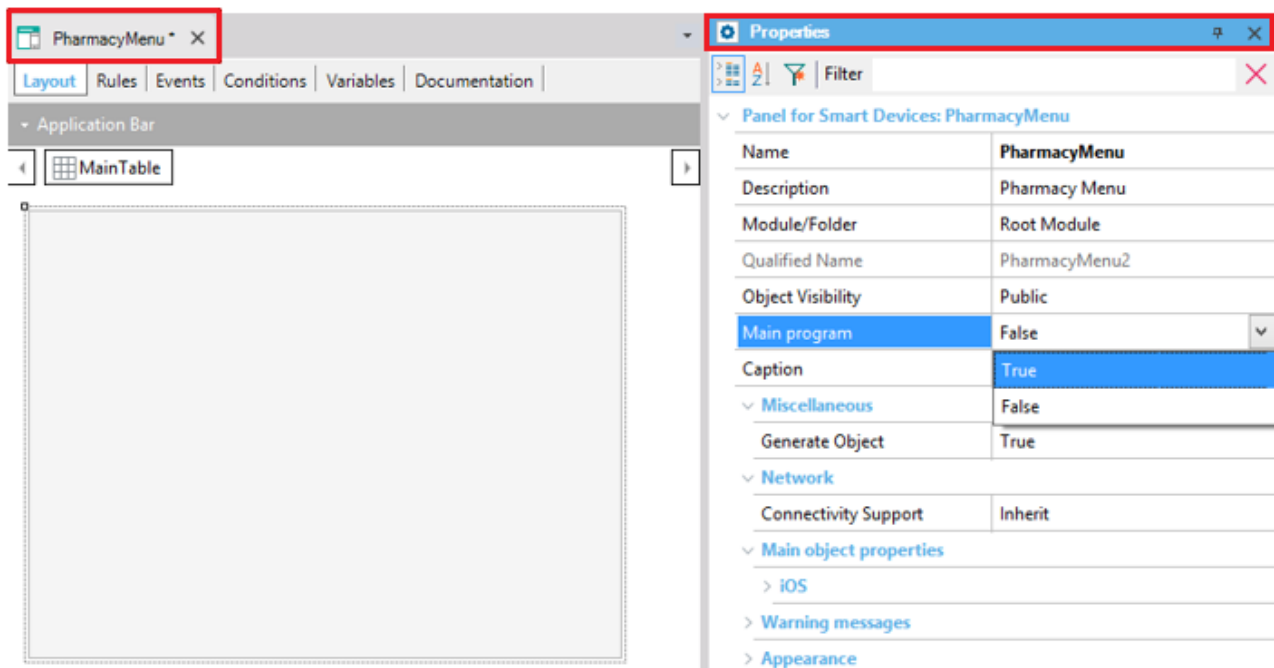 PharmacyMenu *
Layout Rules Events Conditions Variables Documentation
Application Bar
MainTable
Properties
Filter
Panel for Smart Devices: PharmacyMenu
Name PharmacyMenu
Description Pharmacy Menu
Module/Folder Root Module
Qualified Name PharmacyMenu2
Object Visibility Public
Main program False
Caption True
Miscellaneous False
Generate Object True
Network
Connectivity Support Inherit
Main object properties
iOS
Warning messages
Appearance